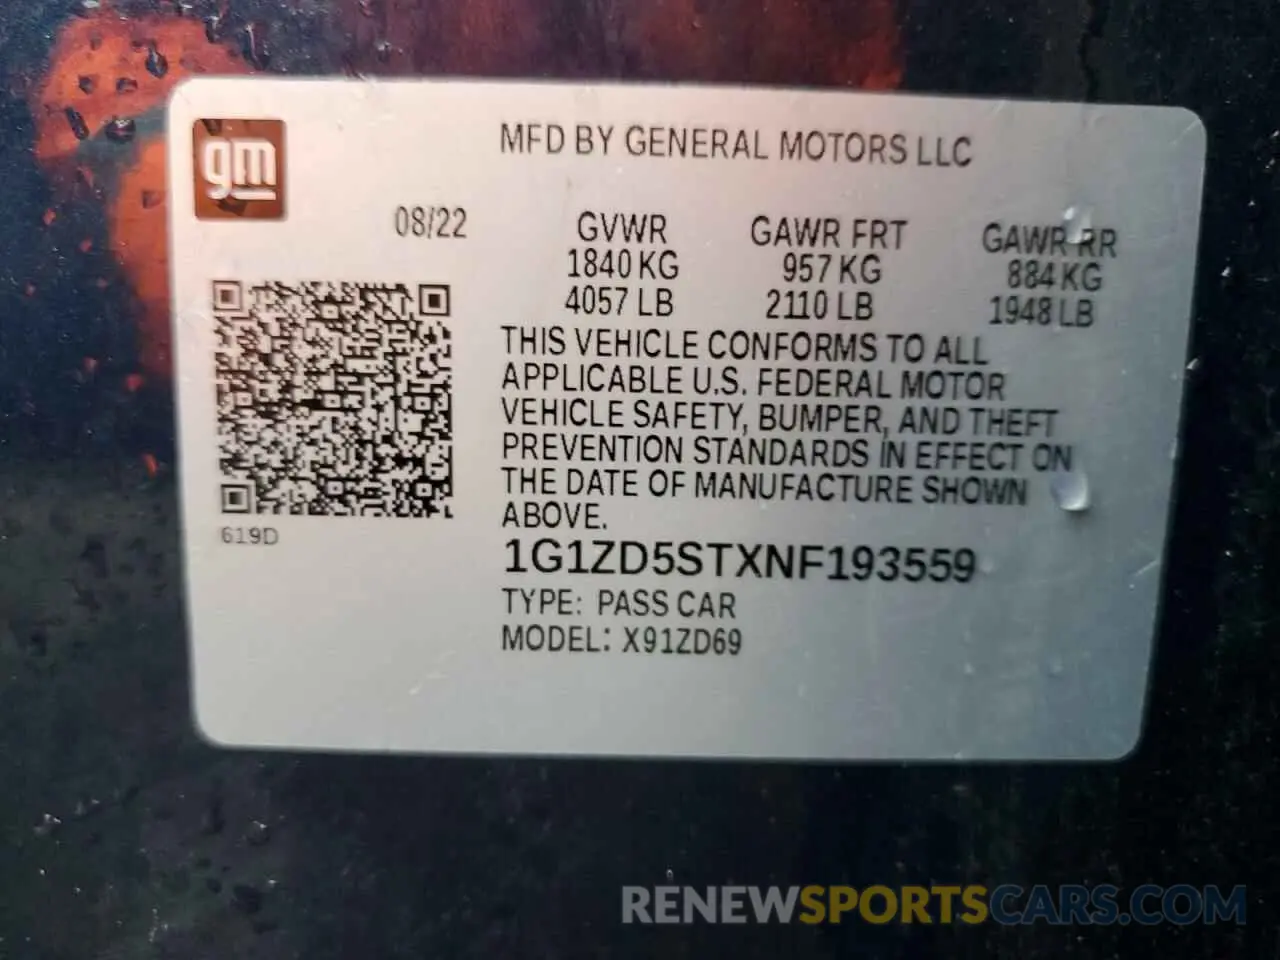 gm
MFD BY GENERAL MOTORS LLC
08/22
GVWR GAWR FRT GAWR RR
1840 KG 957 KG 884 KG
4057 LB 2110 LB 1948 LB
THIS VEHICLE CONFORMS TO ALL
APPLICABLE U.S. FEDERAL MOTOR
VEHICLE SAFETY, BUMPER, AND THEFT
PREVENTION STANDARDS IN EFFECT ON
THE DATE OF MANUFACTURE SHOWN
ABOVE.
619D
1G1ZD5STXNF193559
TYPE: PASS CAR
MODEL: X91ZD69
RENEWSPORTSCARS.COM